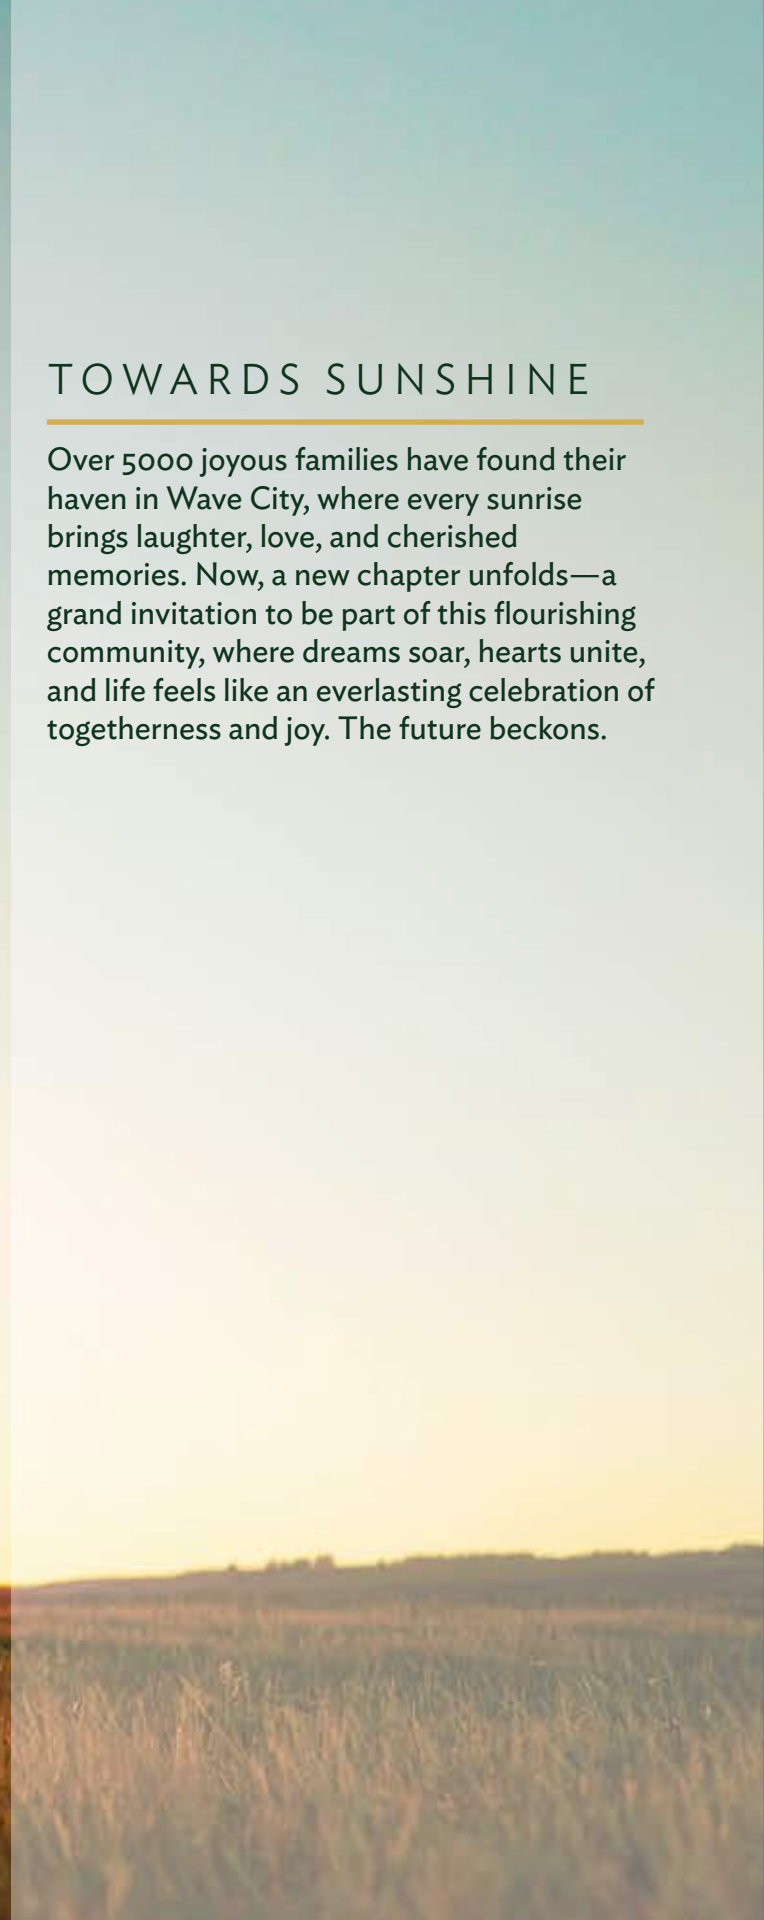 TOWARDS SUNSHINE
Over 5000 joyous families have found their
haven in Wave City, where every sunrise
brings laughter, love, and cherished
memories. Now, a new chapter unfolds—a
grand invitation to be part of this flourishing
community, where dreams soar, hearts unite,
and life feels like an everlasting celebration of
togetherness and joy. The future beckons.